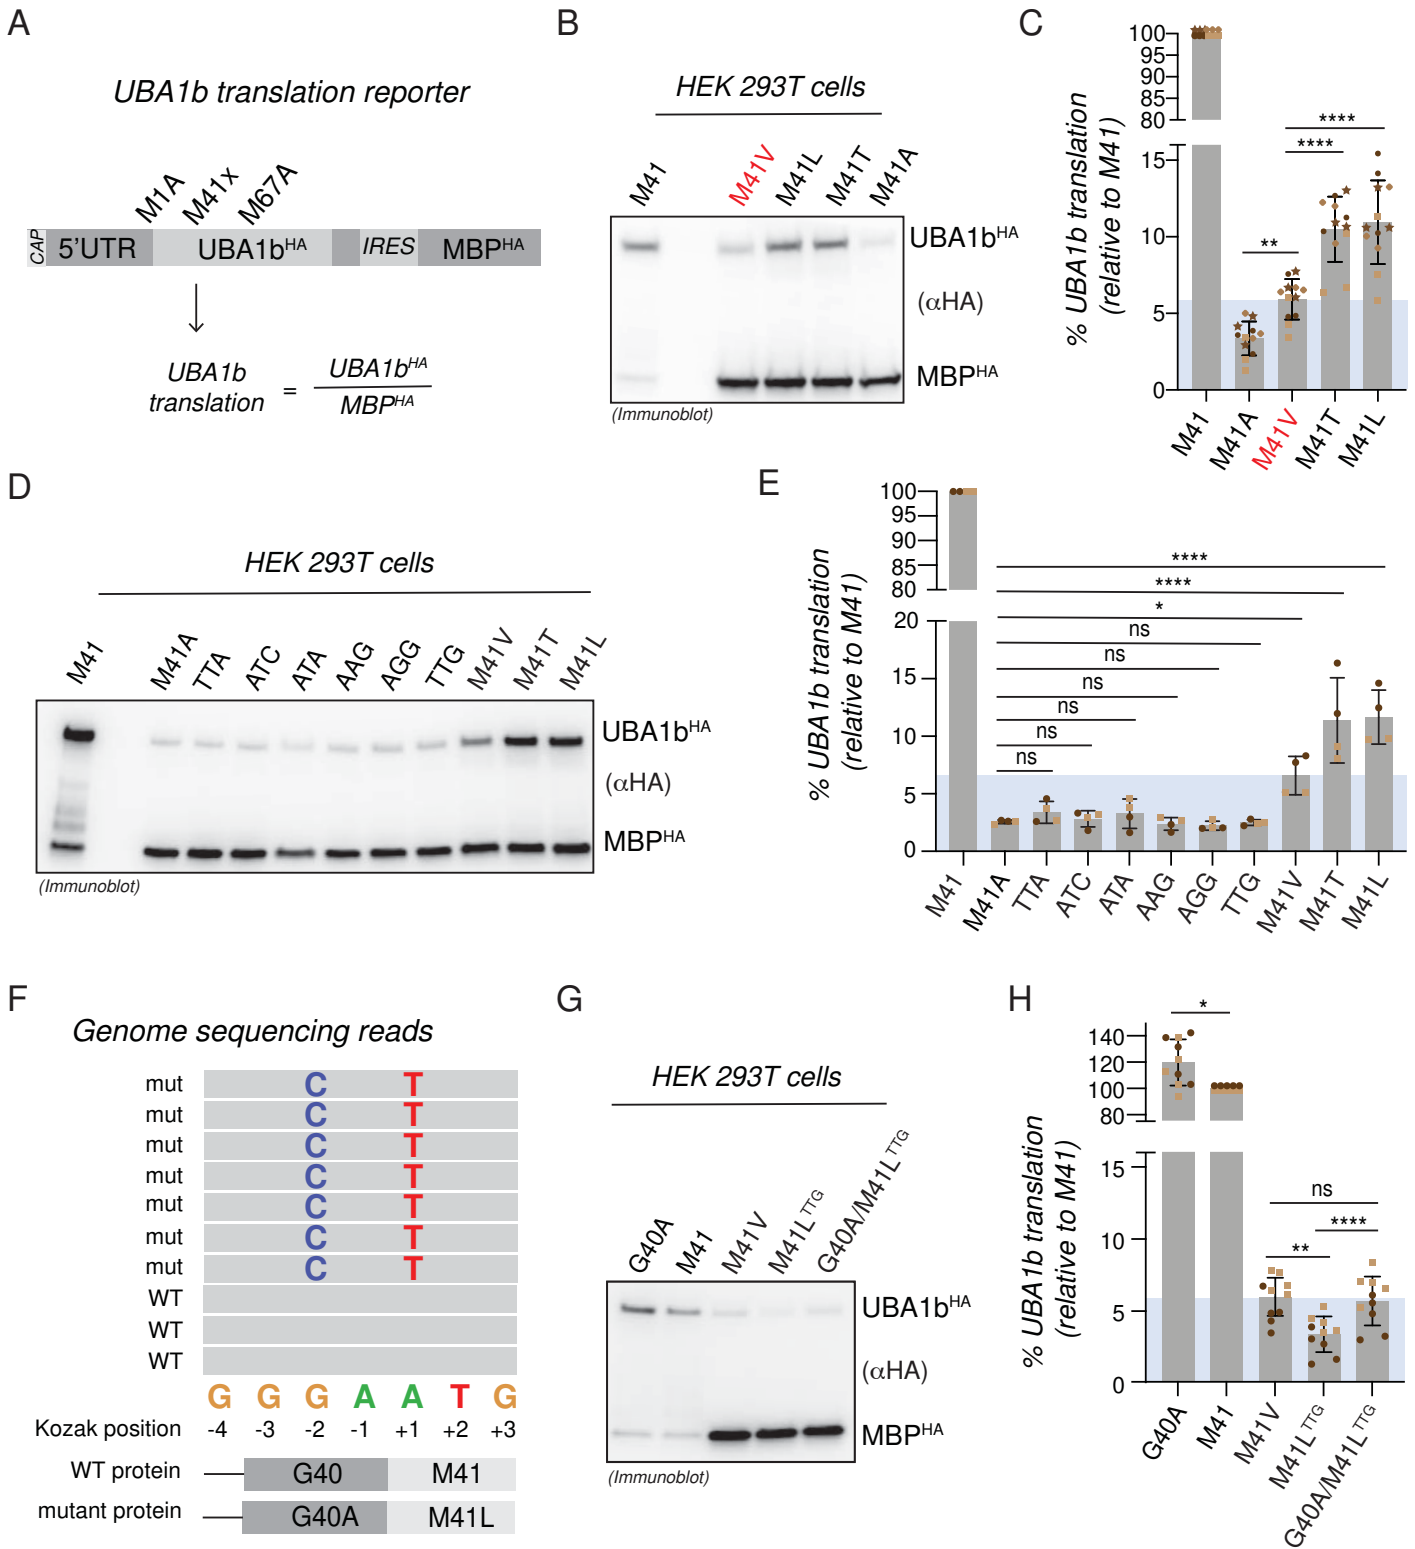 A
UBA1b translation reporter
M1A
M41x
M67A
CAP
5'UTR
UBA1bHA
IRES
MBPHA
UBA1b
translation
=
UBA1bHA
MBPHA
B
HEK 293T cells
M41
M41V
M41L
M41T
M41A
UBA1bHA
(αHA)
MBPHA
(Immunoblot)
C
% UBA1b translation
(relative to M41)
100
95
90
85
80
15
10
5
0
**
****
****
M41
M41A
M41V
M41T
M41L
D
HEK 293T cells
M41
M41A
TTA
ATC
ATA
AAG
AGG
TTG
M41V
M41T
M41L
UBA1bHA
(αHA)
MBPHA
(Immunoblot)
E
% UBA1b translation
(relative to M41)
100
95
90
85
80
20
15
10
5
0
****
****
*
ns
ns
ns
ns
ns
ns
M41
M41A
TTA
ATC
ATA
AAG
AGG
TTG
M41V
M41T
M41L
F
Genome sequencing reads
mut C T
mut C T
mut C T
mut C T
mut C T
mut C T
mut C T
WT
WT
WT
G G G A A T G
Kozak position -4 -3 -2 -1 +1 +2 +3
WT protein G40 M41
mutant protein G40A M41L
G
HEK 293T cells
G40A
M41
M41V
M41LTTG
G40A/M41LTTG
UBA1bHA
(αHA)
MBPHA
(Immunoblot)
H
% UBA1b translation
(relative to M41)
140
120
100
80
15
10
5
0
*
ns
****
**
G40A
M41
M41V
M41LTTG
G40A/M41LTTG